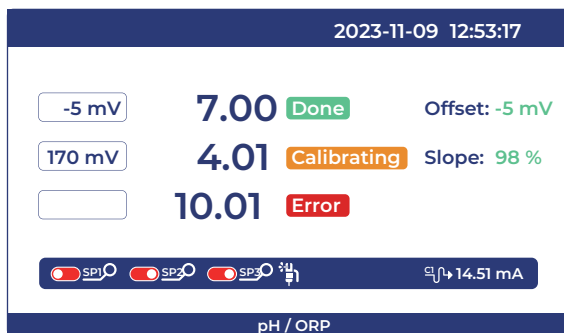 2023-11-09 12:53:17
-5 mV 7.00 Done Offset: -5 mV
170 mV 4.01 Calibrating Slope: 98 %
10.01 Error
SP1 SP2 SP3 14.51 mA
pH / ORP